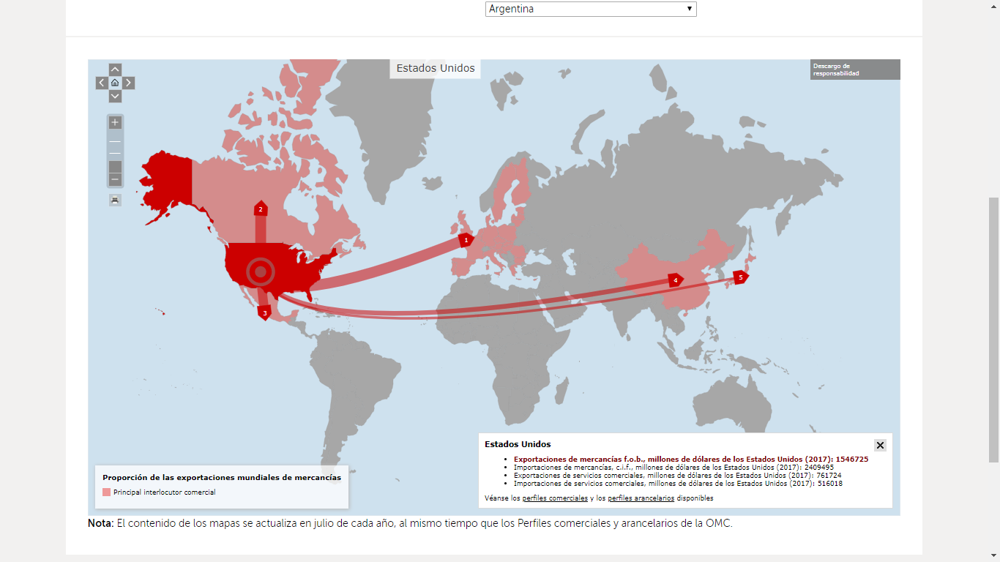 Argentina
Estados Unidos
Descargo de
responsabilidad
2
1
4
5
3
Estados Unidos
Exportaciones de mercancías f.o.b., millones de dólares de los Estados Unidos (2017): 1546725
Importaciones de mercancías, c.i.f., millones de dólares de los Estados Unidos (2017): 2409495
Exportaciones de servicios comerciales, millones de dólares de los Estados Unidos (2017): 761724
Importaciones de servicios comerciales, millones de dólares de los Estados Unidos (2017): 516018
Véanse los perfiles comerciales y los perfiles arancelarios disponibles
Proporción de las exportaciones mundiales de mercancías
Principal interlocutor comercial
Nota: El contenido de los mapas se actualiza en julio de cada año, al mismo tiempo que los Perfiles comerciales y arancelarios de la OMC.